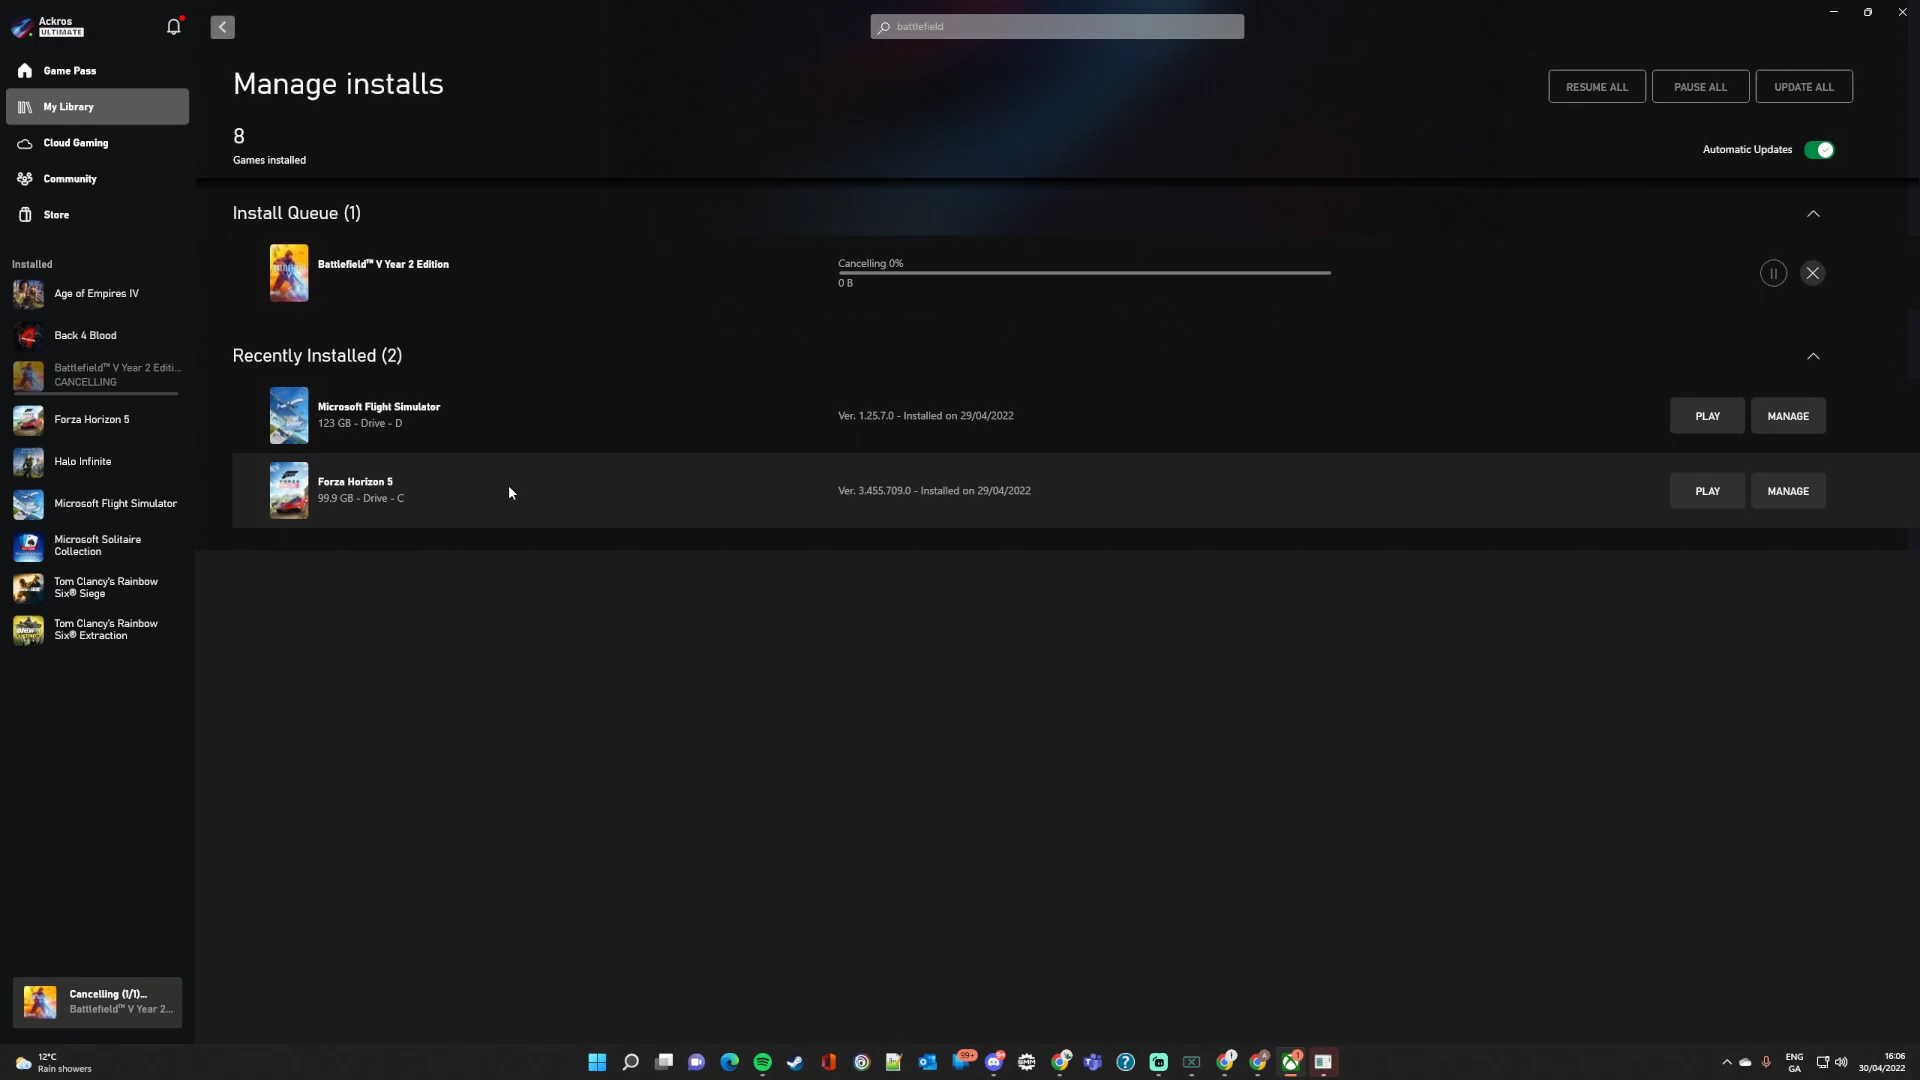 Ackros
ULTIMATE
battlefield
Game Pass
My Library
Cloud Gaming
Community
Store
Installed
Age of Empires IV
Back 4 Blood
Battlefield™ V Year 2 Editi...
CANCELLING
Forza Horizon 5
Halo Infinite
Microsoft Flight Simulator
Microsoft Solitaire
Collection
Tom Clancy's Rainbow
Six® Siege
Tom Clancy's Rainbow
Six® Extraction
Cancelling (1/1)...
Battlefield™ V Year 2...
Manage installs
RESUME ALL
PAUSE ALL
UPDATE ALL
8
Games installed
Automatic Updates
Install Queue (1)
Battlefield™ V Year 2 Edition
Cancelling 0%
0 B
Recently Installed (2)
Microsoft Flight Simulator
123 GB - Drive - D
Ver. 1.25.7.0 - Installed on 29/04/2022
PLAY
MANAGE
Forza Horizon 5
99.9 GB - Drive - C
Ver. 3.455.709.0 - Installed on 29/04/2022
PLAY
MANAGE
12°C
Rain showers
99+
ENG
GA
16:06
30/04/2022